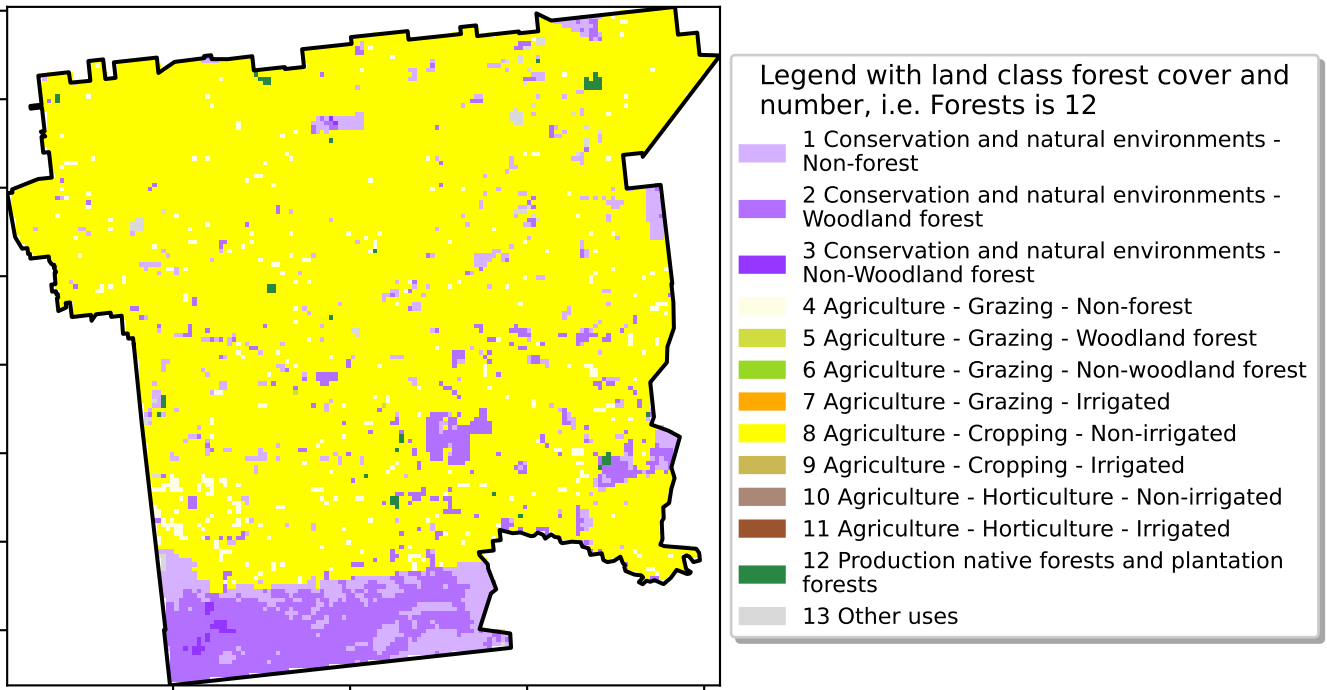 Legend with land class forest cover and
number, i.e. Forests is 12
1 Conservation and natural environments -
Non-forest
2 Conservation and natural environments -
Woodland forest
3 Conservation and natural environments -
Non-Woodland forest
4 Agriculture - Grazing - Non-forest
5 Agriculture - Grazing - Woodland forest
6 Agriculture - Grazing - Non-woodland forest
7 Agriculture - Grazing - Irrigated
8 Agriculture - Cropping - Non-irrigated
9 Agriculture - Cropping - Irrigated
10 Agriculture - Horticulture - Non-irrigated
11 Agriculture - Horticulture - Irrigated
12 Production native forests and plantation
forests
13 Other uses